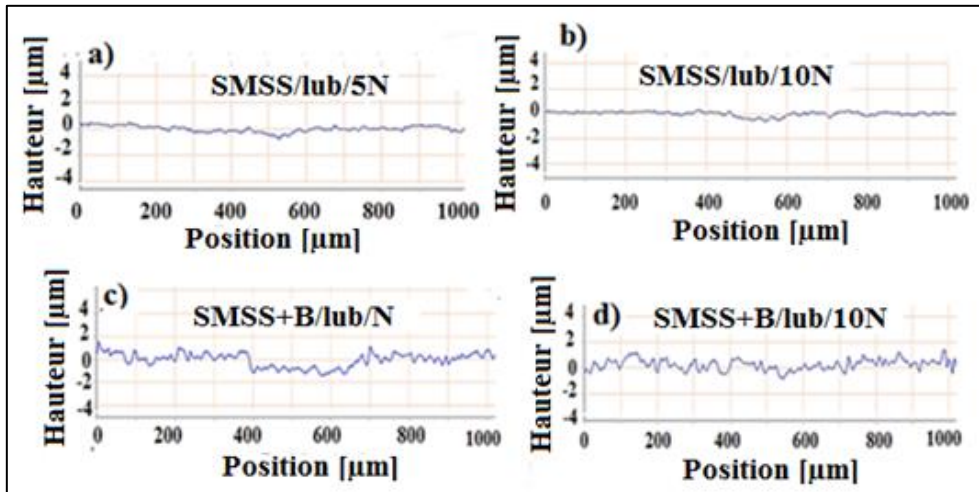 a)
SMSS/lub/5N
Hauteur [µm]
4
2
0
-2
-4
0 200 400 600 800 1000
Position [µm]
b)
SMSS/lub/10N
Hauteur [µm]
4
2
0
-2
-4
0 200 400 600 800 1000
Position [µm]
c)
SMSS+B/lub/N
Hauteur [µm]
4
2
0
-2
-4
0 200 400 600 800 1000
Position [µm]
d)
SMSS+B/lub/10N
Hauteur [µm]
4
2
0
-2
-4
0 200 400 600 800 1000
Position [µm]